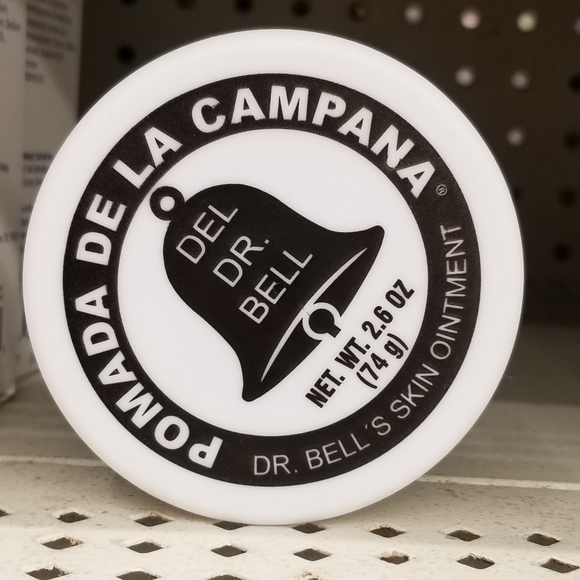 POMADA DE LA CAMPANA®
DEL
DR.
BELL
NET. WT. 2.6 OZ
(74 g)
DR. BELL´S SKIN OINTMENT